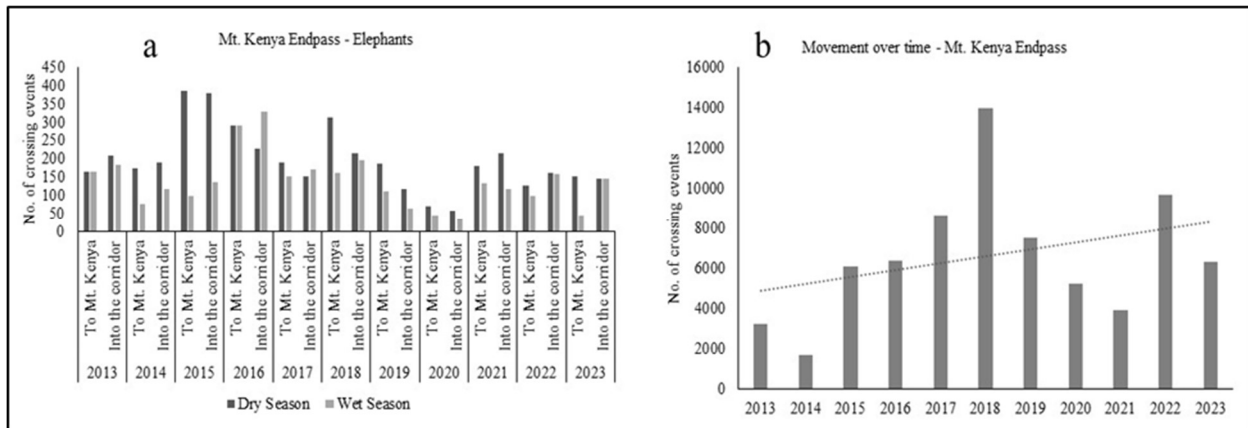 a
Mt. Kenya Endpass - Elephants
No. of crossing events
450
400
350
300
250
200
150
100
50
0
To Mt. Kenya
Into the corridor
To Mt. Kenya
Into the corridor
To Mt. Kenya
Into the corridor
To Mt. Kenya
Into the corridor
To Mt. Kenya
Into the corridor
To Mt. Kenya
Into the corridor
To Mt. Kenya
Into the corridor
To Mt. Kenya
Into the corridor
To Mt. Kenya
Into the corridor
To Mt. Kenya
Into the corridor
To Mt. Kenya
Into the corridor
2013 2014 2015 2016 2017 2018 2019 2020 2021 2022 2023
Dry Season Wet Season
b
Movement over time - Mt. Kenya Endpass
No. of crossing events
16000
14000
12000
10000
8000
6000
4000
2000
0
2013 2014 2015 2016 2017 2018 2019 2020 2021 2022 2023